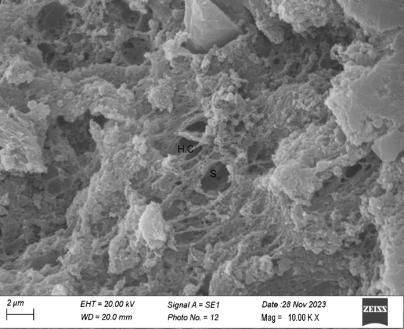 H.C
S
2 µm
EHT = 20.00 kV
Signal A = SE1
Date :28 Nov 2023
ZEISS
WD = 20.0 mm
Photo No. = 12
Mag = 10.00 K X